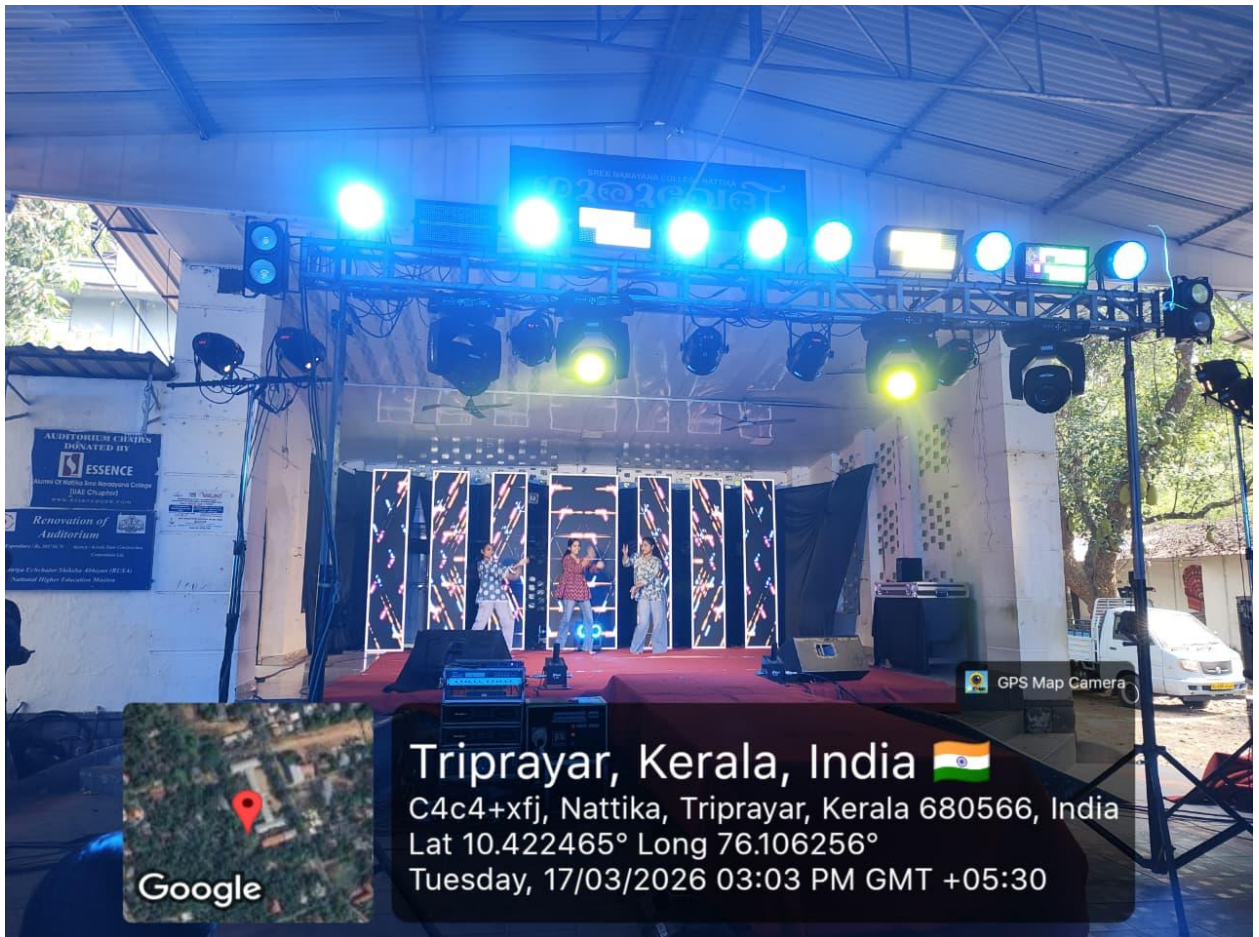 SREE NARAYANA COLLEGE NATTIKA
AUDITORIUM CHAIRS
DONATED BY
ESSENCE
Alumni Of Nattika Sree Narayana College
[UAE Chapter]
Renovation of
Auditorium
National Higher Education Mission
GPS Map Camera
Triprayar, Kerala, India
C4c4+xfj, Nattika, Triprayar, Kerala 680566, India
Lat 10.422465° Long 76.106256°
Tuesday, 17/03/2026 03:03 PM GMT +05:30
Google